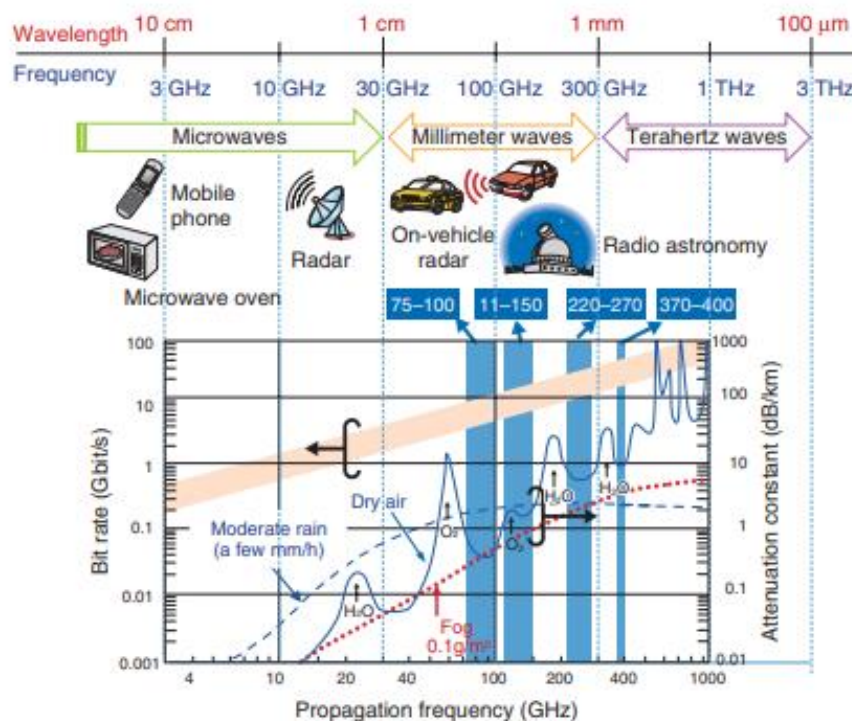 Wavelength 10 cm 1 cm 1 mm 100 µm
Frequency
3 GHz 10 GHz 30 GHz 100 GHz 300 GHz 1 THz 3 THz
Microwaves Millimeter waves Terahertz waves
Mobile
phone
Microwave oven
Radar
On-vehicle
radar
Radio astronomy
75–100 11–150 220–270 370–400
Bit rate (Gbit/s)
100
10
1
0.1
0.01
0.001
Attenuation constant (dB/km)
1000
100
10
1
0.1
0.01
Dry air
Moderate rain
(a few mm/h)
H₂O
O₂
O₂
H₂O
H₂O
Fog
0.1g/m³
4 10 20 40 100 200 400 1000
Propagation frequency (GHz)